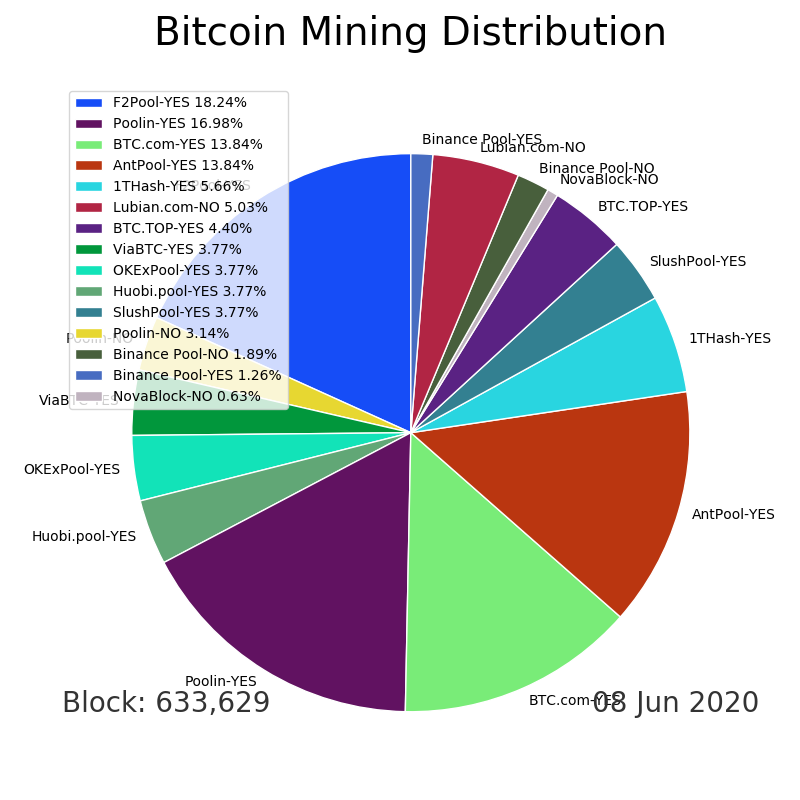 Bitcoin Mining Distribution
F2Pool-YES 18.24%
Poolin-YES 16.98%
BTC.com-YES 13.84%
AntPool-YES 13.84%
1THash-YES 5.66%
Lubian.com-NO 5.03%
BTC.TOP-YES 4.40%
ViaBTC-YES 3.77%
OKExPool-YES 3.77%
Huobi.pool-YES 3.77%
SlushPool-YES 3.77%
Poolin-NO 3.14%
Binance Pool-NO 1.89%
Binance Pool-YES 1.26%
NovaBlock-NO 0.63%
Binance Pool-YES
Lubian.com-NO
Binance Pool-NO
NovaBlock-NO
BTC.TOP-YES
SlushPool-YES
1THash-YES
AntPool-YES
BTC.com-YES
Poolin-YES
Huobi.pool-YES
OKExPool-YES
ViaBTC-YES
Poolin-NO
Block: 633,629
08 Jun 2020